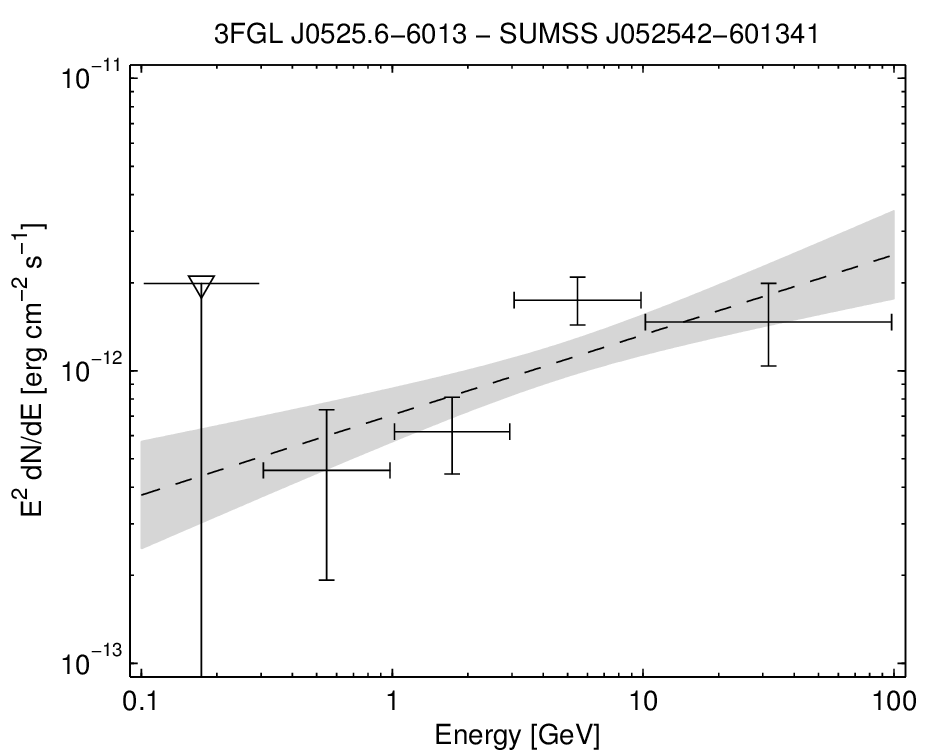 3FGL J0525.6−6013 − SUMSS J052542−601341
10⁻¹¹
10⁻¹²
10⁻¹³
E² dN/dE [erg cm⁻² s⁻¹]
0.1 1 10 100
Energy [GeV]